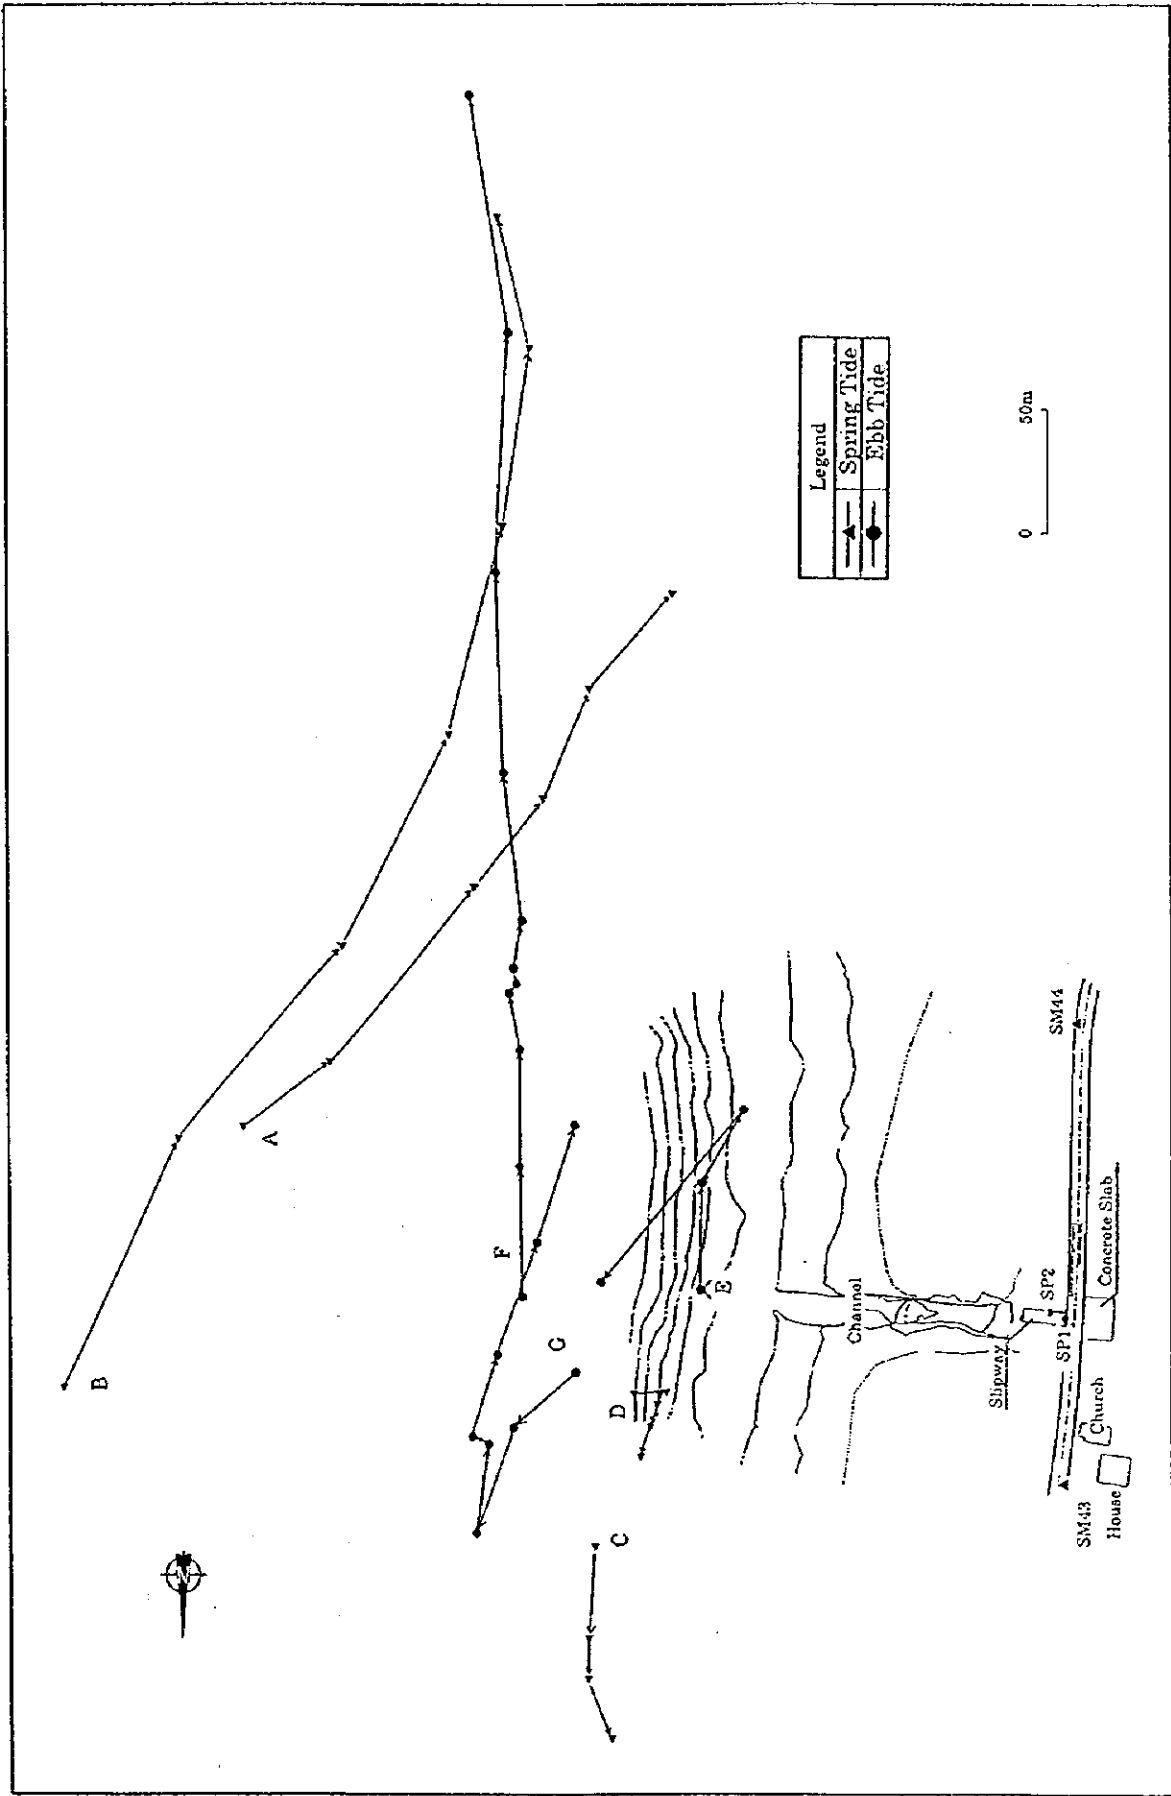 B
A
F
G
E
D
C
Legend
Spring Tide
Ebb Tide
0 50m
Channel
Slipway
SP1
SP2
SM44
Concrete Slab
Church
SM43
House
N